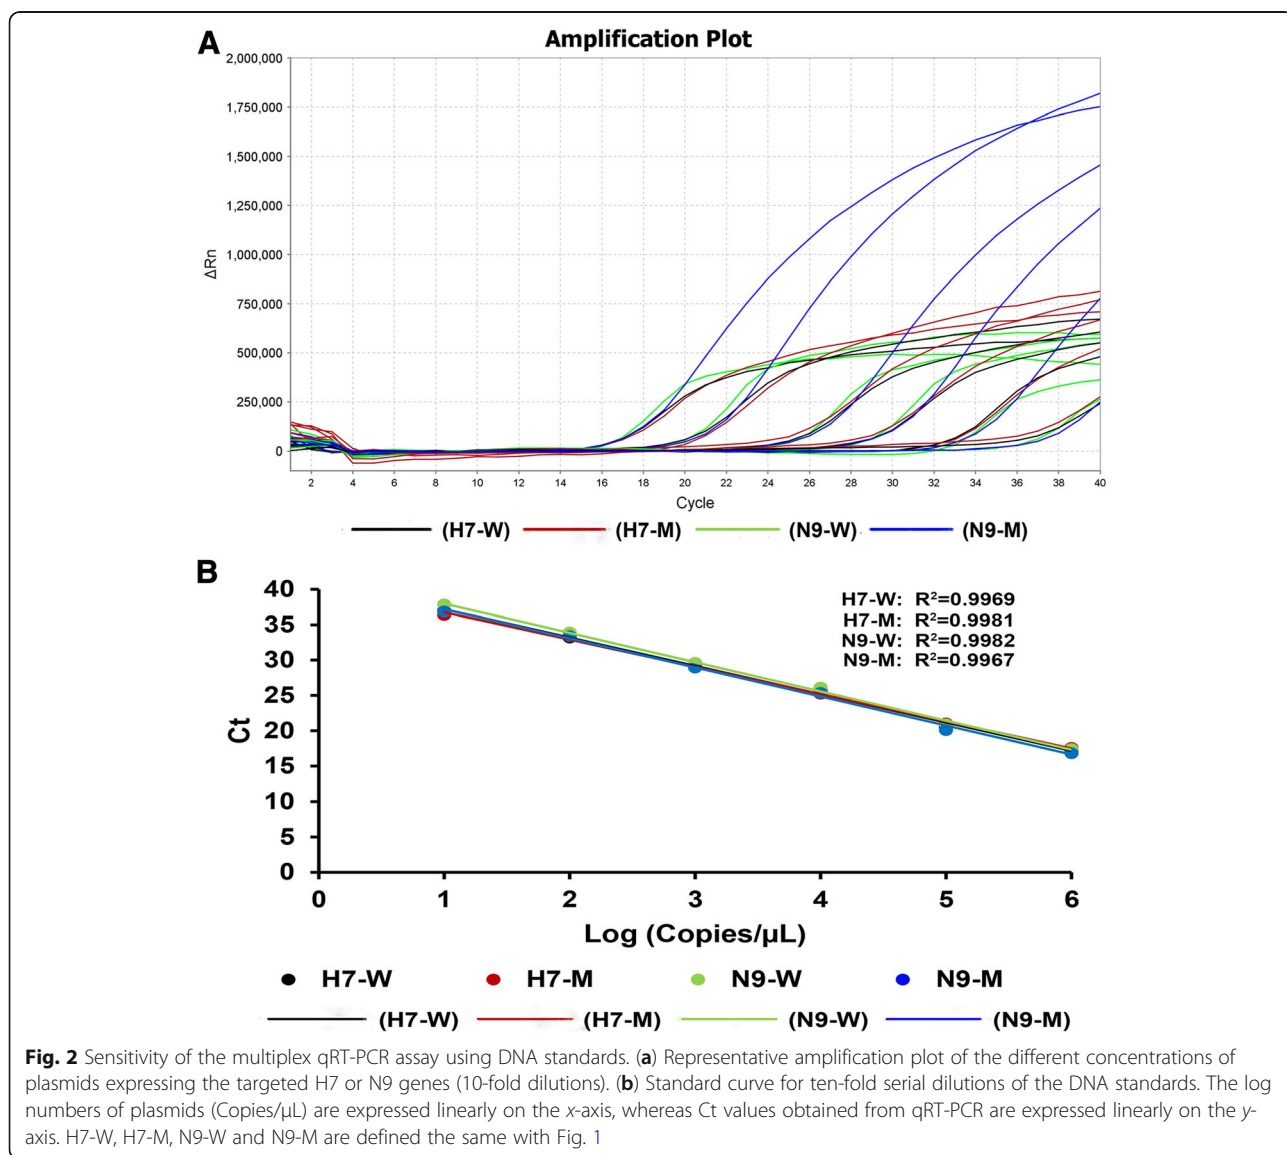 A
Amplification Plot
2,000,000
1,750,000
1,500,000
1,250,000
1,000,000
750,000
500,000
250,000
0
ΔRn
2 4 6 8 10 12 14 16 18 20 22 24 26 28 30 32 34 36 38 40
Cycle
(H7-W) (H7-M) (N9-W) (N9-M)
B
40
35
30
25
20
15
10
5
0
Ct
H7-W: R²=0.9969
H7-M: R²=0.9981
N9-W: R²=0.9982
N9-M: R²=0.9967
0 1 2 3 4 5 6
Log (Copies/μL)
H7-W H7-M N9-W N9-M
(H7-W) (H7-M) (N9-W) (N9-M)
Fig. 2 Sensitivity of the multiplex qRT-PCR assay using DNA standards. (a) Representative amplification plot of the different concentrations of
plasmids expressing the targeted H7 or N9 genes (10-fold dilutions). (b) Standard curve for ten-fold serial dilutions of the DNA standards. The log
numbers of plasmids (Copies/μL) are expressed linearly on the x-axis, whereas Ct values obtained from qRT-PCR are expressed linearly on the y-
axis. H7-W, H7-M, N9-W and N9-M are defined the same with Fig. 1